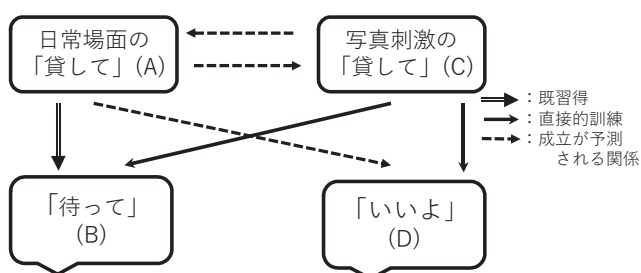 日常場面の
「貸して」(A)
写真刺激の
「貸して」(C)
：既習得
：直接的訓練
：成立が予測
される関係
「待って」
(B)
「いいよ」
(D)